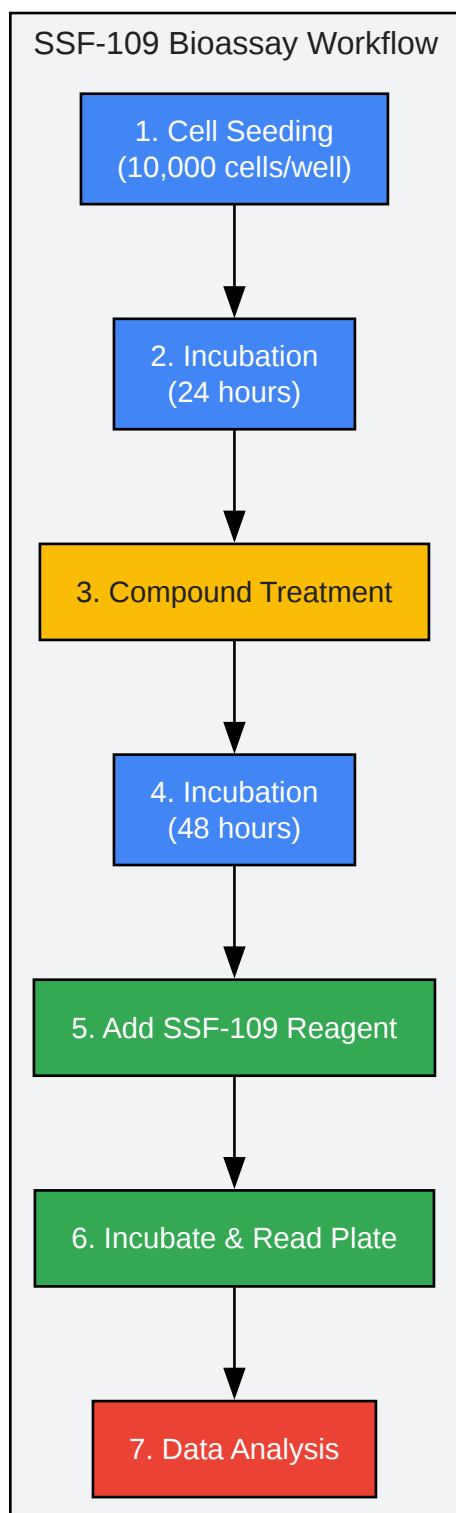 SSF-109 Bioassay Workflow
1. Cell Seeding
(10,000 cells/well)
2. Incubation
(24 hours)
3. Compound Treatment
4. Incubation
(48 hours)
5. Add SSF-109 Reagent
6. Incubate & Read Plate
7. Data Analysis